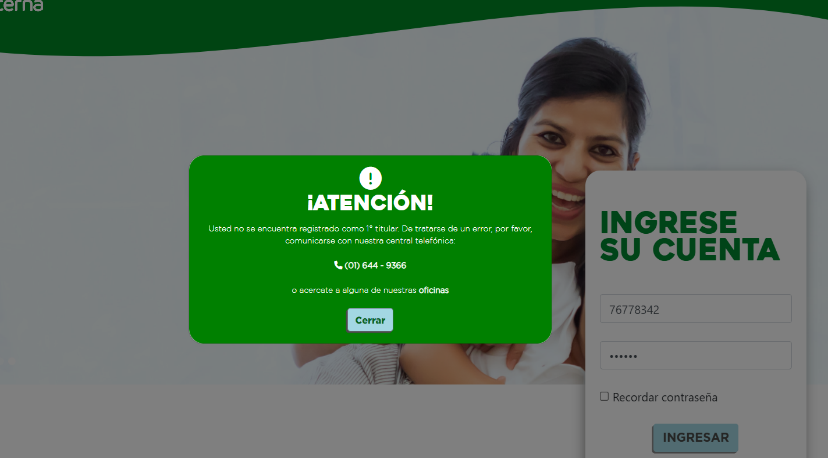 ¡ATENCIÓN!
Usted no se encuentra registrado como 1° titular. De tratarse de un error, por favor,
comunicarse con nuestra central telefónica:
(01) 644 - 9366
o acercate a alguna de nuestras oficinas
Cerrar
INGRESE
SU CUENTA
76778342
••••••
Recordar contraseña
INGRESAR